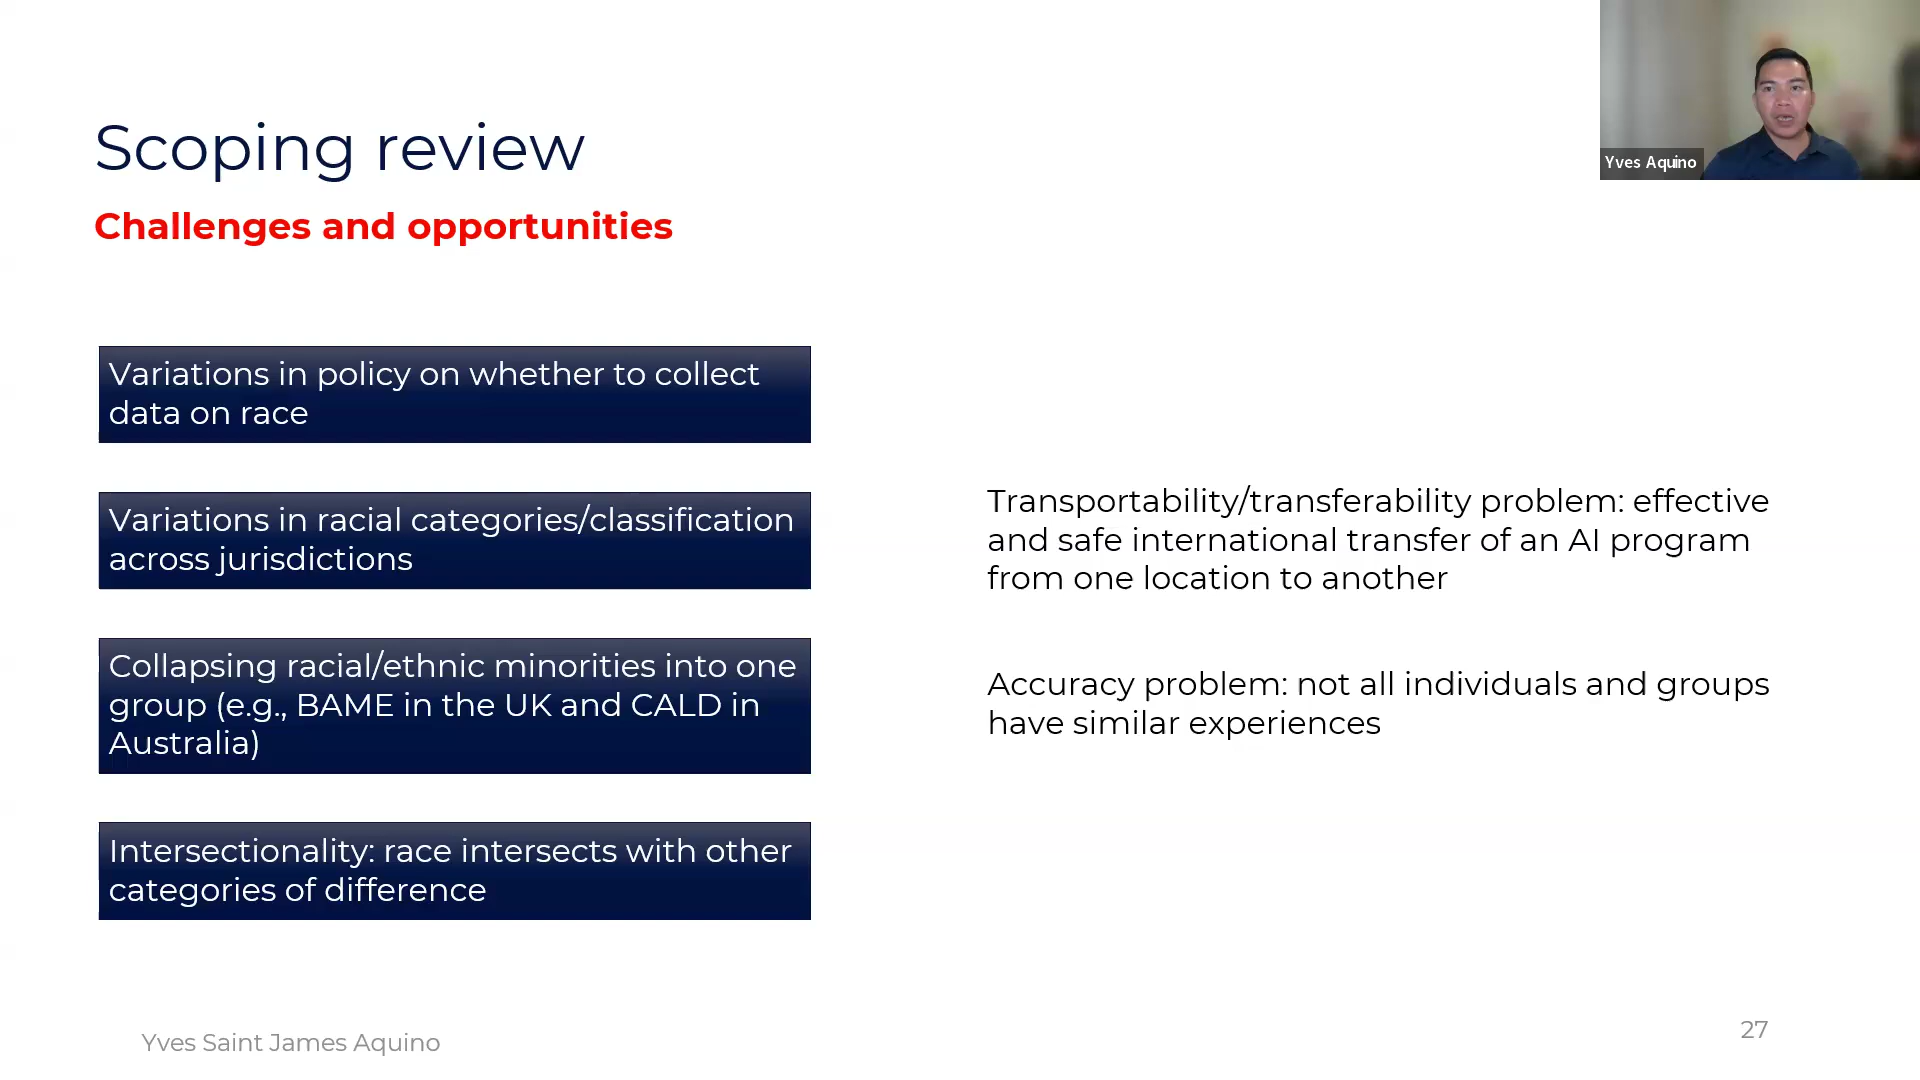 Scoping review
Challenges and opportunities
Yves Aquino
Variations in policy on whether to collect
data on race
Variations in racial categories/classification
across jurisdictions
Collapsing racial/ethnic minorities into one
group (e.g., BAME in the UK and CALD in
Australia)
Intersectionality: race intersects with other
categories of difference
Transportability/transferability problem: effective
and safe international transfer of an AI program
from one location to another
Accuracy problem: not all individuals and groups
have similar experiences
Yves Saint James Aquino
27